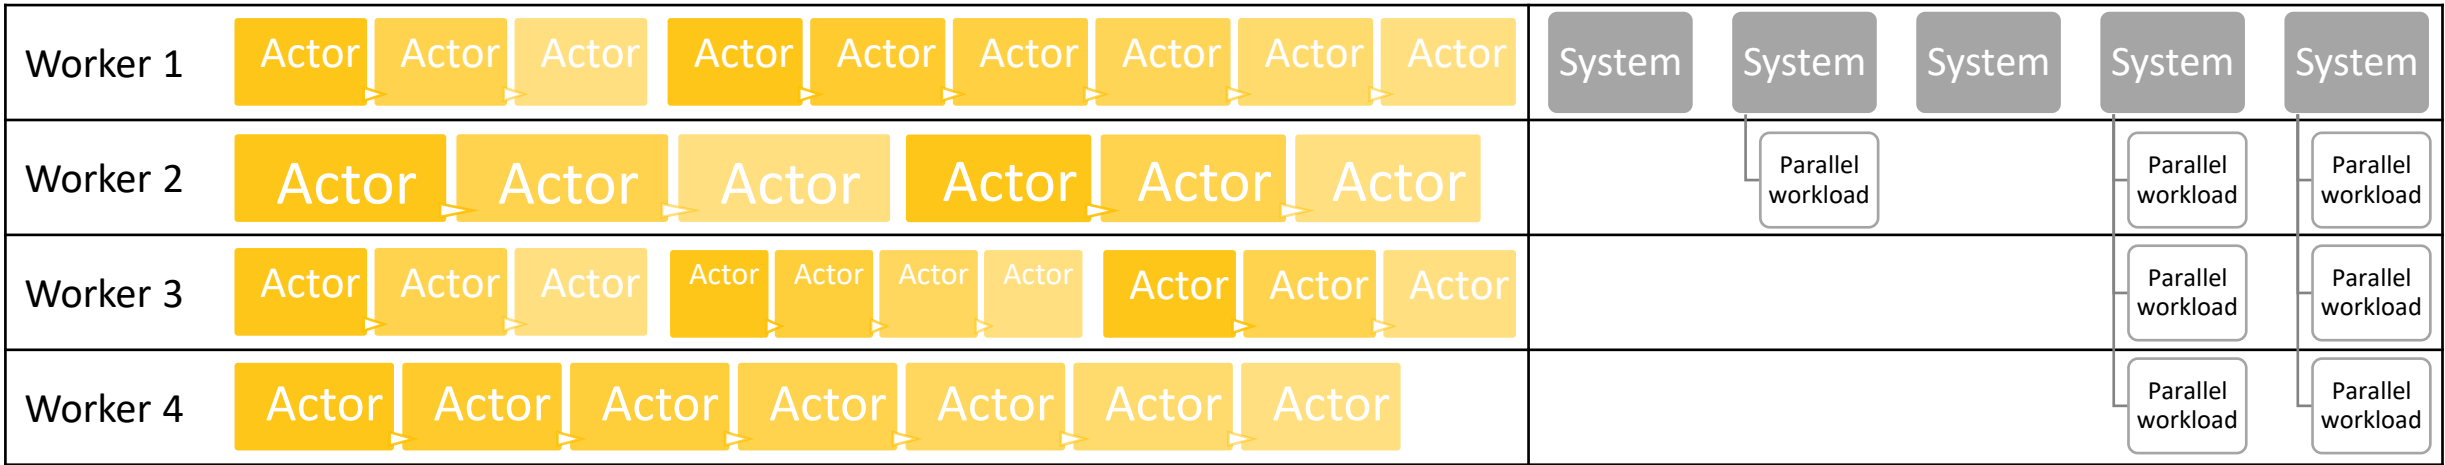 Worker 1 Actor Actor Actor Actor Actor Actor Actor Actor Actor System System System System System
Worker 2 Actor Actor Actor Actor Actor Actor Parallel workload Parallel workload Parallel workload
Worker 3 Actor Actor Actor Actor Actor Actor Actor Actor Actor Actor Parallel workload Parallel workload
Worker 4 Actor Actor Actor Actor Actor Actor Actor Parallel workload Parallel workload